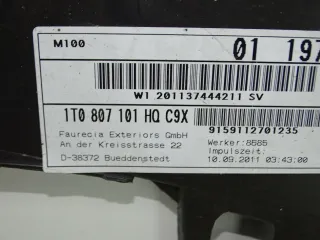 M100
01 197
W1 201137444211 SV
1T0 807 101 HQ C9X
9159112701235
Faurecia Exteriors GmbH
An der Kreisstrasse 22
D-38372 Bueddenstedt
Werker:8585
Impulszeit:
10.09.2011 03:43:00